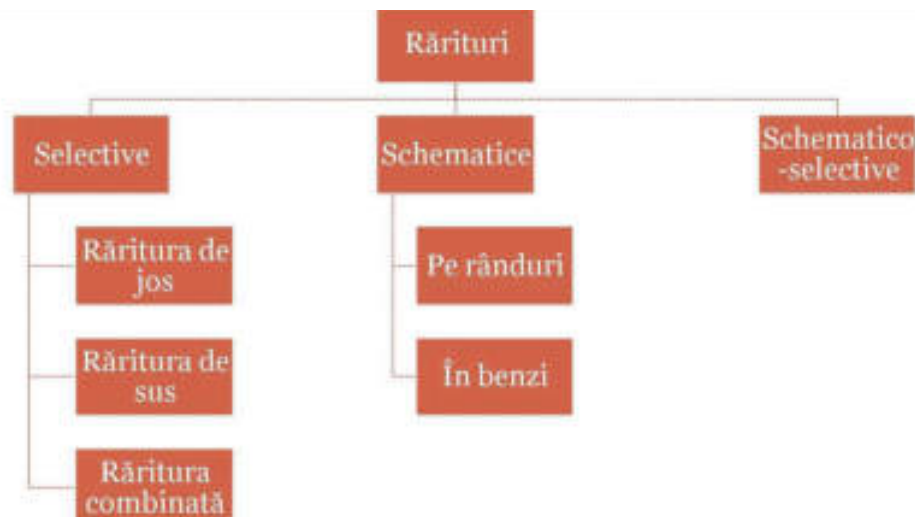 Rărituri
Selective
Schematice
Schematico
-selective
Răritura de
jos
Pe rânduri
Răritura de
sus
În benzi
Răritura
combinată